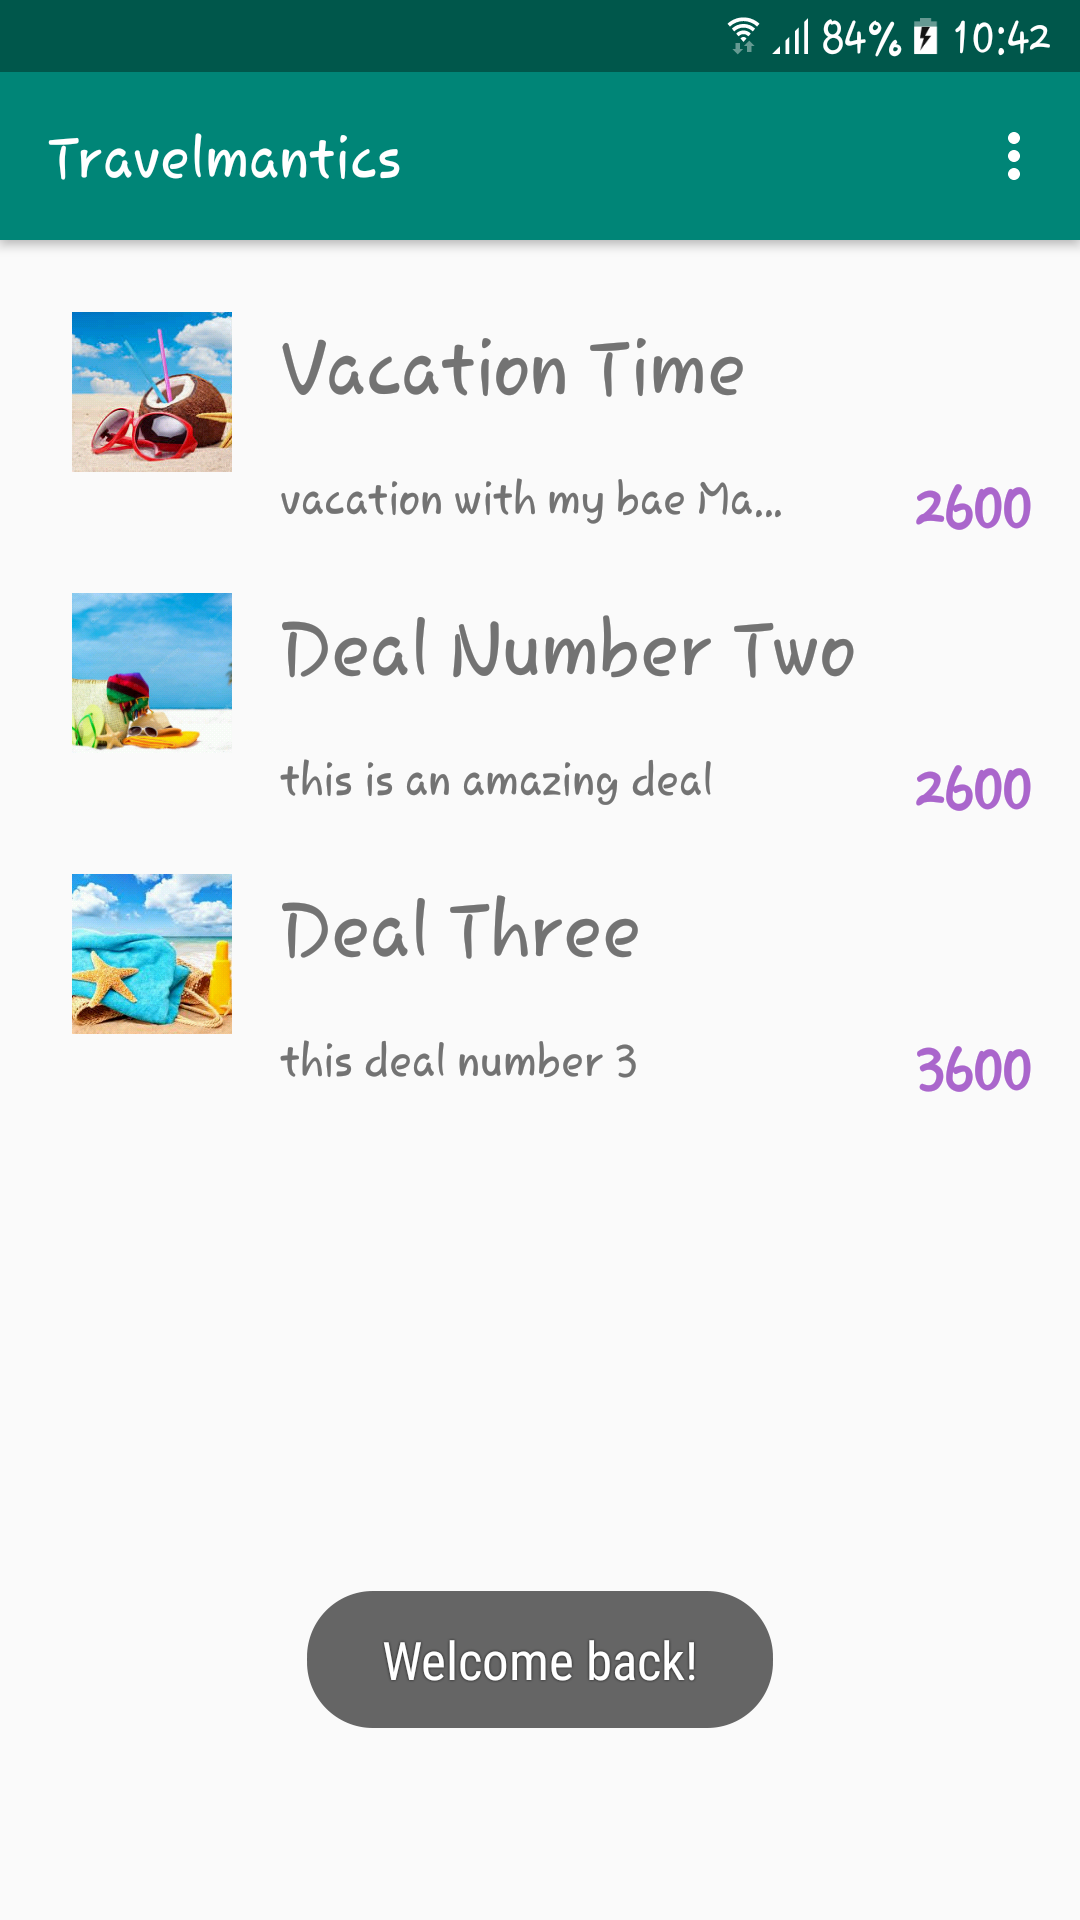 84% 10:42
Travelmantics
Vacation Time
vacation with my bae Ma... 2600
Deal Number Two
this is an amazing deal 2600
Deal Three
this deal number 3 3600
Welcome back!